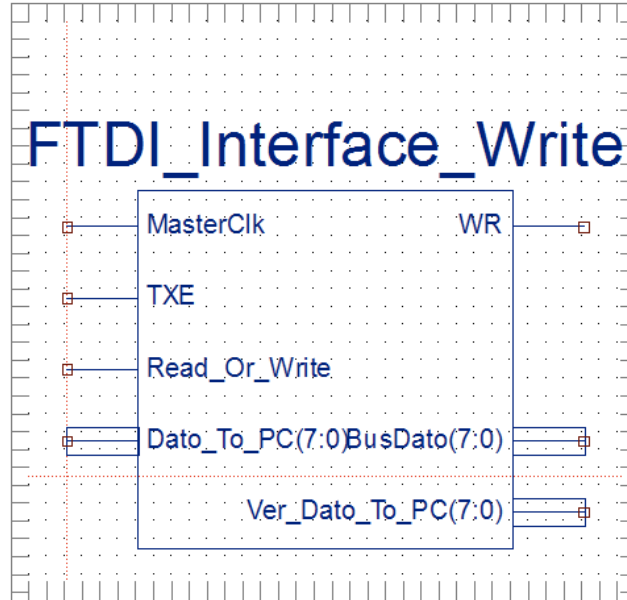 FTDI_Interface_Write
MasterClk WR
TXE
Read_Or_Write
Dato_To_PC(7:0) BusDato(7:0)
Ver_Dato_To_PC(7:0)